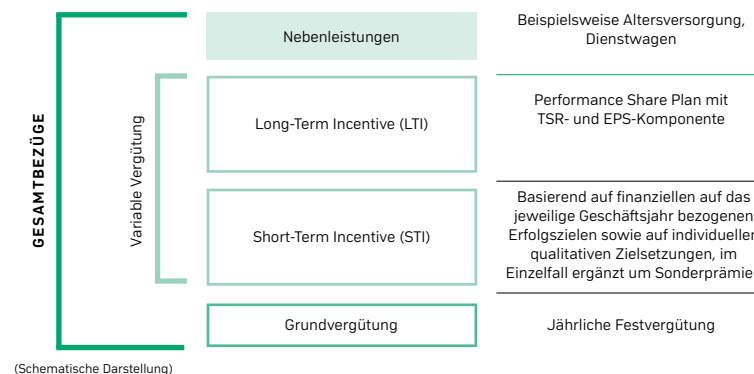 GESAMTBEZÜGE
Variable Vergütung
Nebenleistungen
Beispielsweise Altersversorgung,
Dienstwagen
Long-Term Incentive (LTI)
Performance Share Plan mit
TSR- und EPS-Komponente
Short-Term Incentive (STI)
Basierend auf finanziellen auf das
jeweilige Geschäftsjahr bezogenen
Erfolgszielen sowie auf individueller
qualitativen Zielsetzungen, im
Einzelfall ergänzt um Sonderprämie
Grundvergütung
Jährliche Festvergütung
(Schematische Darstellung)